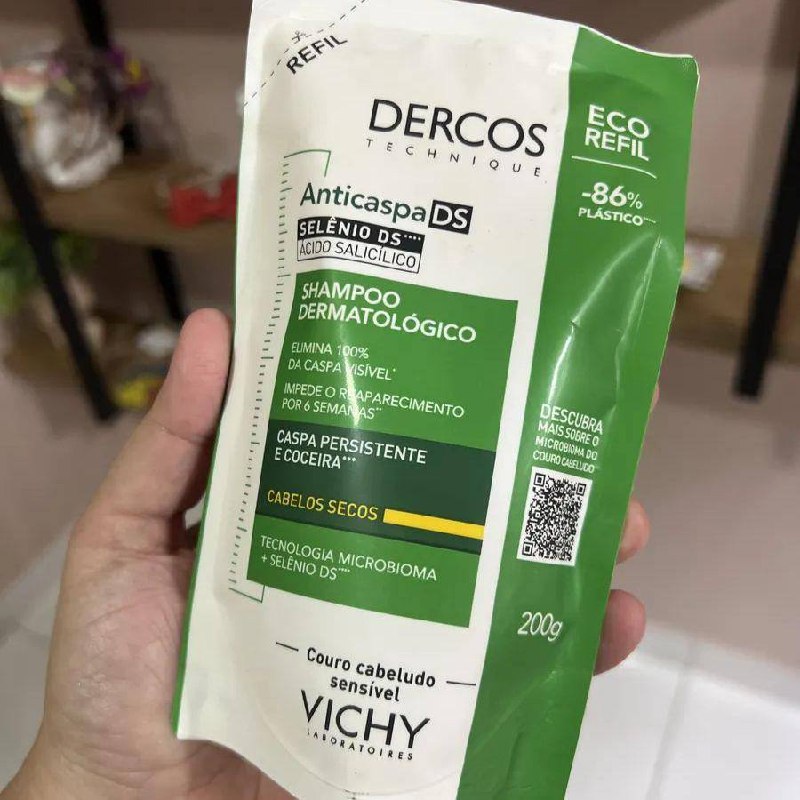 REFIL
DERCOS
TECHNIQUE
ECO
REFIL
-86%
PLÁSTICO
Anticaspa DS
SELÊNIO DS****
ÁCIDO SALICÍLICO
SHAMPOO
DERMATOLÓGICO
ELIMINA 100%
DA CASPA VISÍVEL*
IMPEDE O REAPARECIMENTO
POR 6 SEMANAS**
CASPA PERSISTENTE
E COCEIRA***
CABELOS SECOS
TECNOLOGIA MICROBIOMA
+ SELÊNIO DS****
DESCUBRA
MAIS SOBRE O
MICROBIOMA DO
COURO CABELUDO
200g
Couro cabeludo
sensível
VICHY
LABORATOIRES